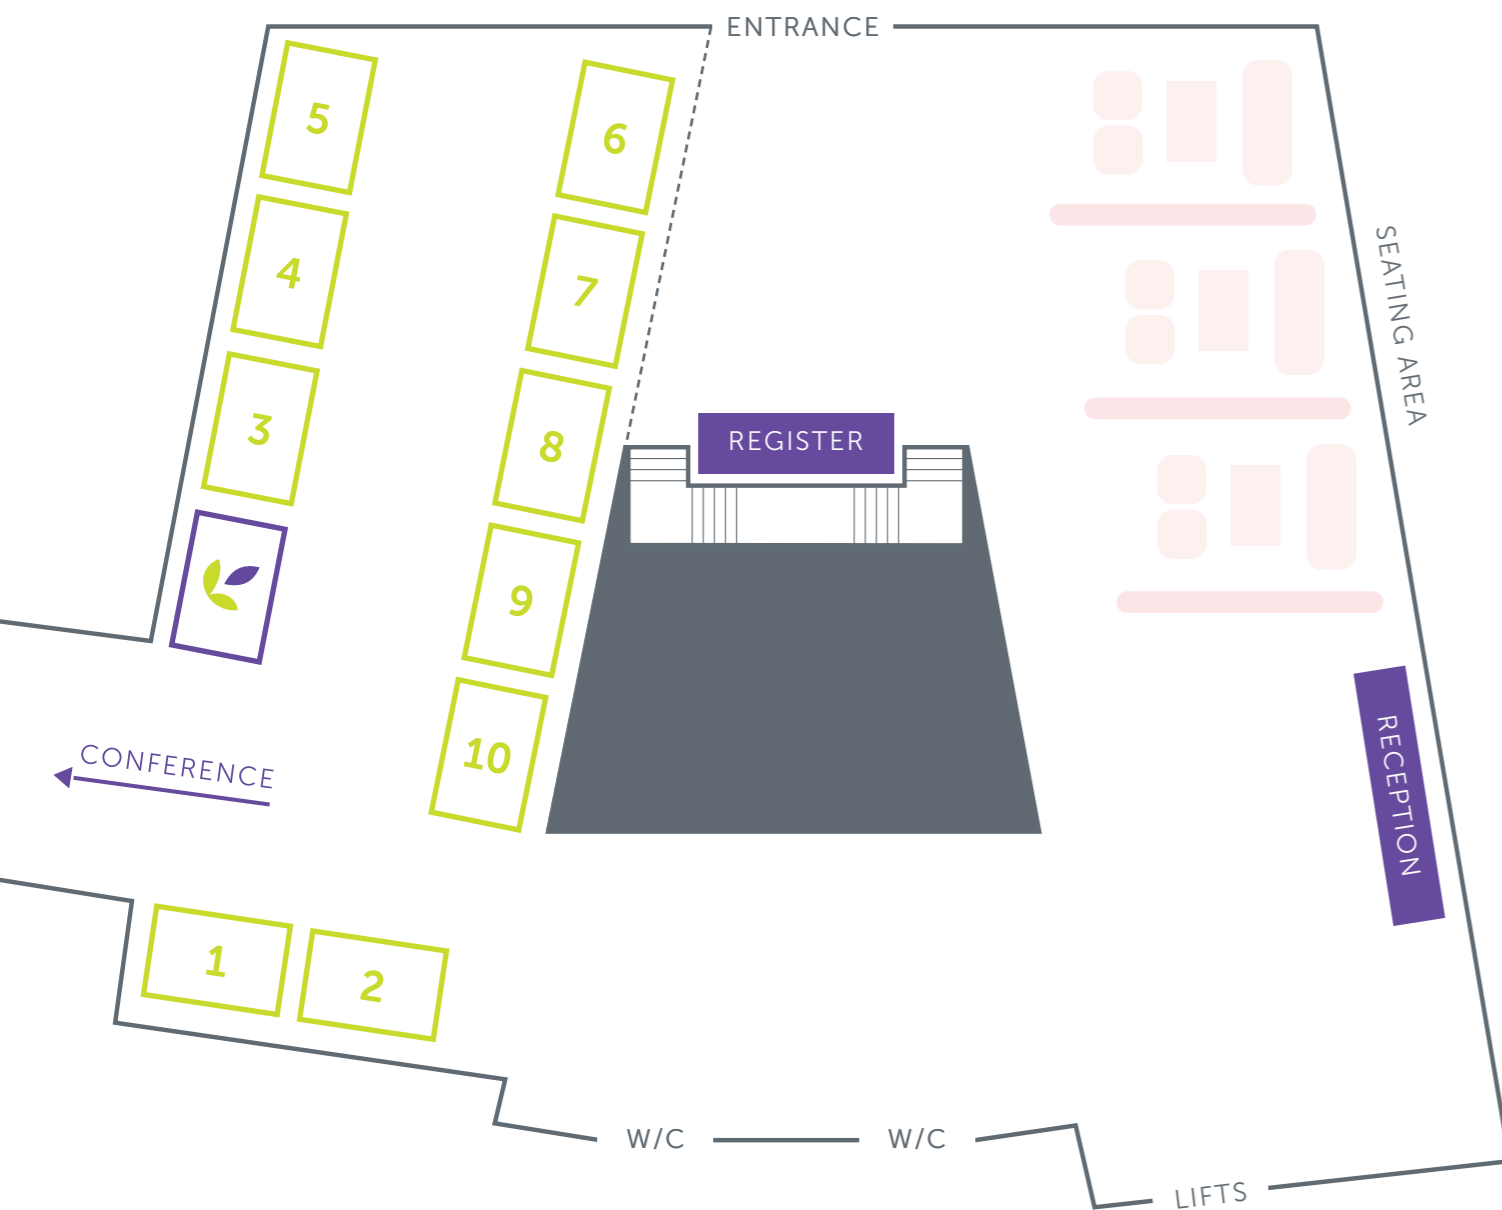 ENTRANCE
5
6
4
7
SEATING AREA
3
8
REGISTER
9
CONFERENCE
10
RECEPTION
1
2
W/C
W/C
LIFTS